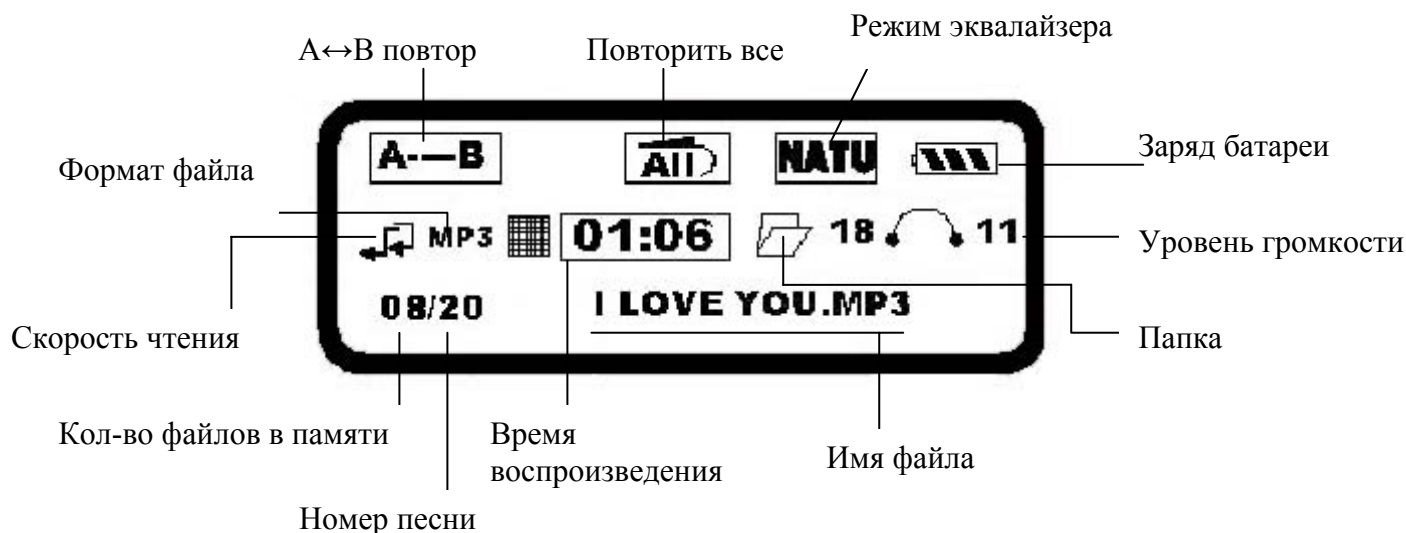 Режим эквалайзера
A↔B повтор
Повторить все
A-—B
All
NATU
Заряд батареи
Формат файла
MP3
01:06
18
11
Уровень громкости
08/20
I LOVE YOU.MP3
Скорость чтения
Папка
Кол-во файлов в памяти
Время
воспроизведения
Имя файла
Номер песни